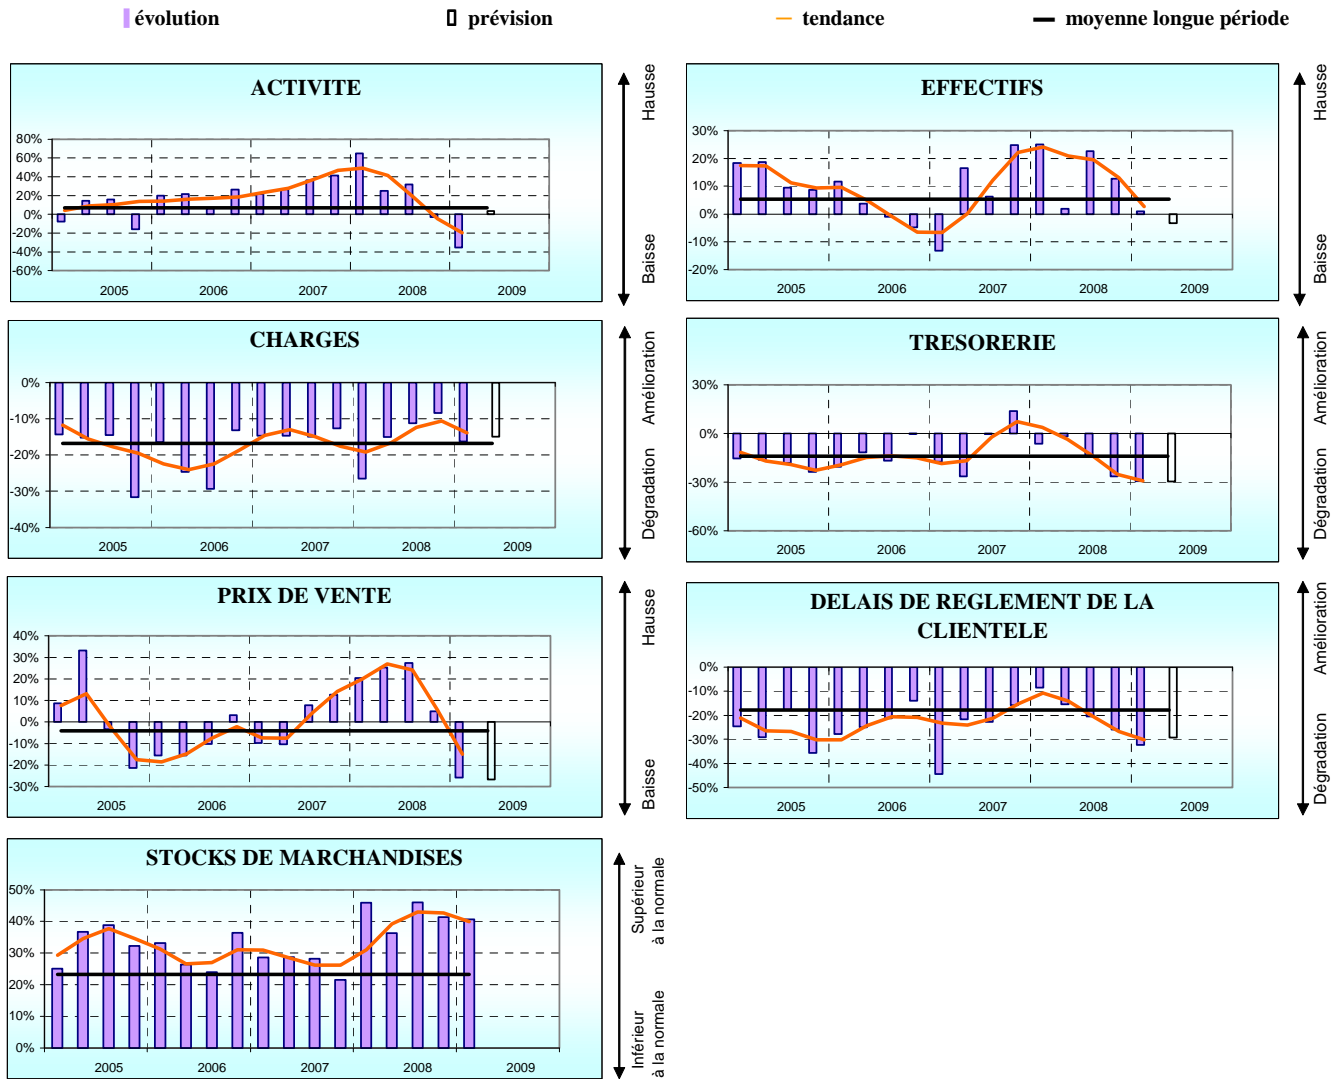 évolution
prévision
tendance
moyenne longue période
ACTIVITE
80%
60%
40%
20%
0%
-20%
-40%
-60%
2005
2006
2007
2008
2009
Hausse
Baisse
EFFECTIFS
30%
20%
10%
0%
-10%
-20%
2005
2006
2007
2008
2009
Hausse
Baisse
CHARGES
0%
-10%
-20%
-30%
-40%
2005
2006
2007
2008
2009
Amélioration
Dégradation
TRESORERIE
30%
0%
-30%
-60%
2005
2006
2007
2008
2009
Amélioration
Dégradation
PRIX DE VENTE
40%
30%
20%
10%
0%
-10%
-20%
-30%
2005
2006
2007
2008
2009
Hausse
Baisse
DELAIS DE REGLEMENT DE LA
CLIENTELE
0%
-10%
-20%
-30%
-40%
-50%
2005
2006
2007
2008
2009
Amélioration
Dégradation
STOCKS DE MARCHANDISES
50%
40%
30%
20%
10%
0%
2005
2006
2007
2008
2009
Supérieur
à la normale
Inférieur
à la normale